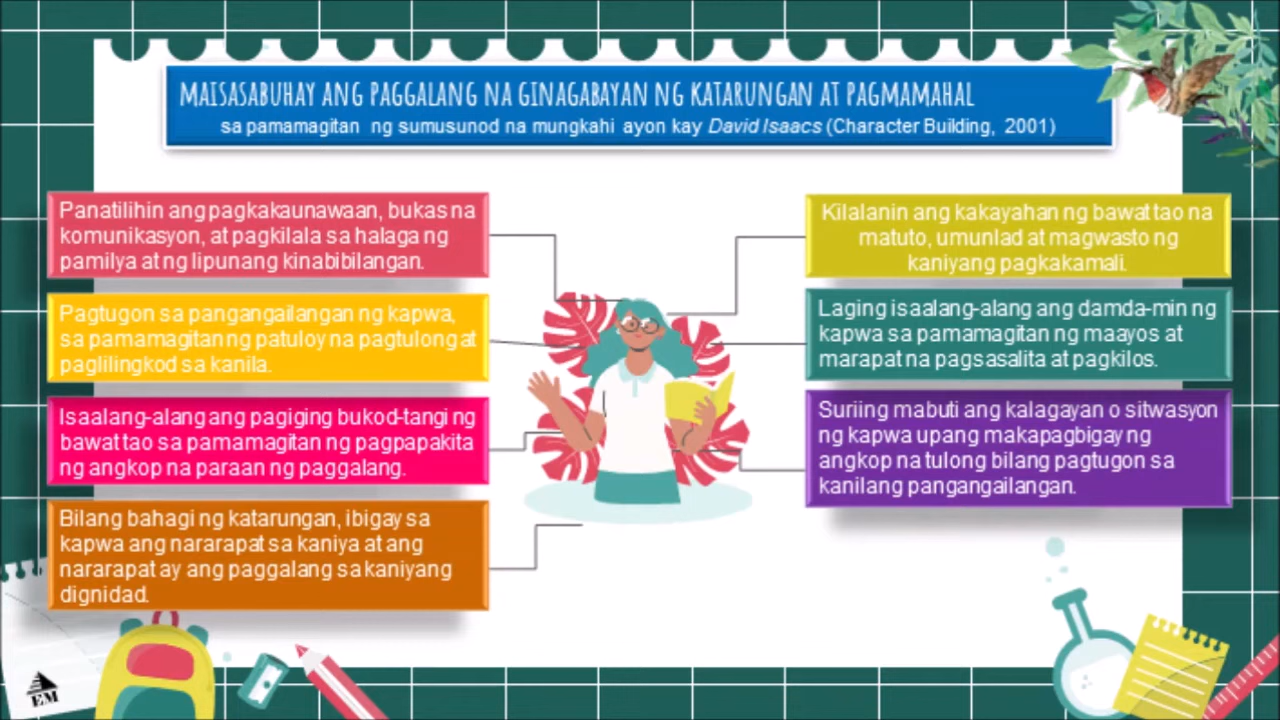 MAISASABUHAY ANG PAGGALANG NA GINAGABAYAN NG KATARUNGAN AT PAGMAMAHAL
sa pamamagitan ng sumusunod na mungkahi ayon kay David Isaacs (Character Building, 2001)
Panatilihin ang pagkakaunawaan, bukas na
komunikasyon, at pagkilala sa halaga ng
pamilya at ng lipunang kinabibilangan.
Pagtugon sa pangangailangan ng kapwa,
sa pamamagitan ng patuloy na pagtulong at
paglilingkod sa kanila.
Isaalang-alang ang pagiging bukod-tangi ng
bawat tao sa pamamagitan ng pagpapakita
ng angkop na paraan ng paggalang.
Bilang bahagi ng katarungan, ibigay sa
kapwa ang nararapat sa kaniya at ang
nararapat ay ang paggalang sa kaniyang
dignidad.
Kilalanin ang kakayahan ng bawat tao na
matuto, umunlad at magwasto ng
kaniyang pagkakamali.
Laging isaalang-alang ang damda-min ng
kapwa sa pamamagitan ng maayos at
marapat na pagsasalita at pagkilos.
Suriing mabuti ang kalagayan o sitwasyon
ng kapwa upang makapagbigay ng
angkop na tulong bilang pagtugon sa
kanilang pangangailangan.
EM